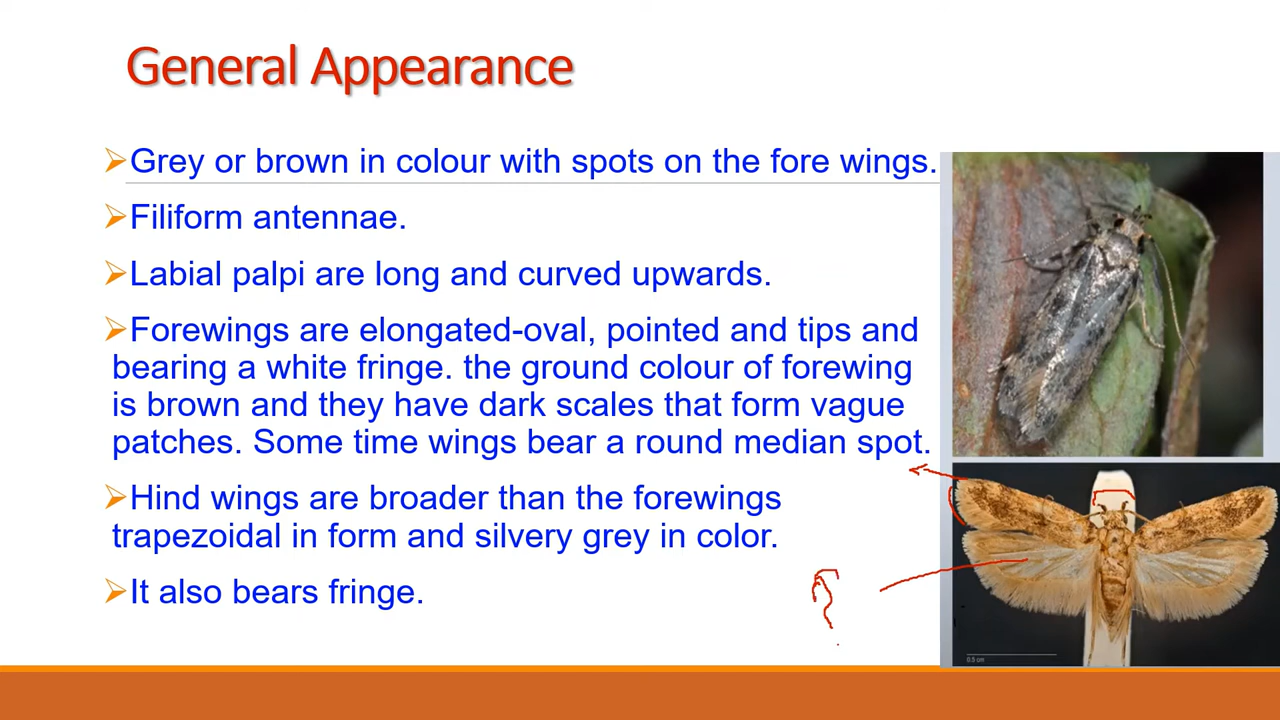 General Appearance
Grey or brown in colour with spots on the fore wings.
Filiform antennae.
Labial palpi are long and curved upwards.
Forewings are elongated-oval, pointed and tips and
bearing a white fringe. the ground colour of forewing
is brown and they have dark scales that form vague
patches. Some time wings bear a round median spot.
Hind wings are broader than the forewings
trapezoidal in form and silvery grey in color.
It also bears fringe.
0.5 cm